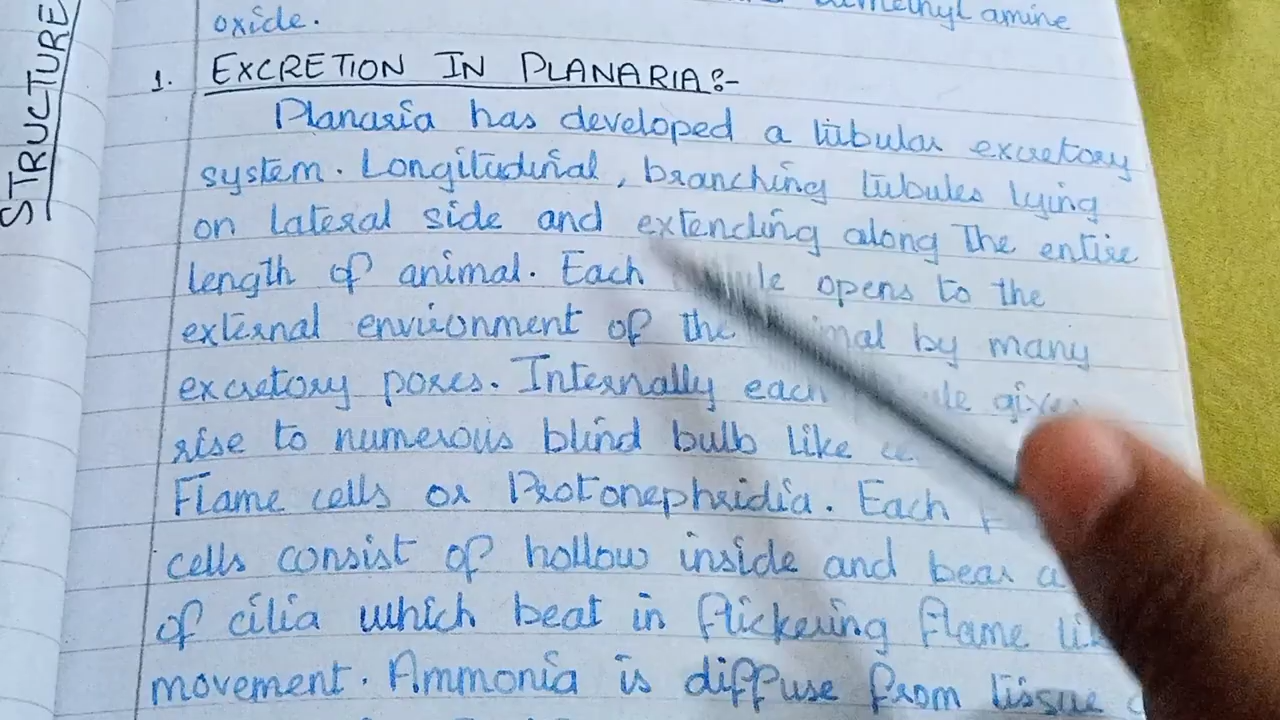 STRUCTURE
amine
oxide.
1. EXCRETION IN PLANARIA:-
Planaria has developed a tubular excretory
system. Longitudinal, branching tubules lying
on lateral side and extending along the entire
length of animal. Each opens to the
external environment of the by many
excretory pores. Internally each
rise to numerous blind bulb like
Flame cells or Protonephridia. Each
cells consist of hollow inside and bear
of cilia which beat in flickering flame
movement. Ammonia is diffuse from tissue